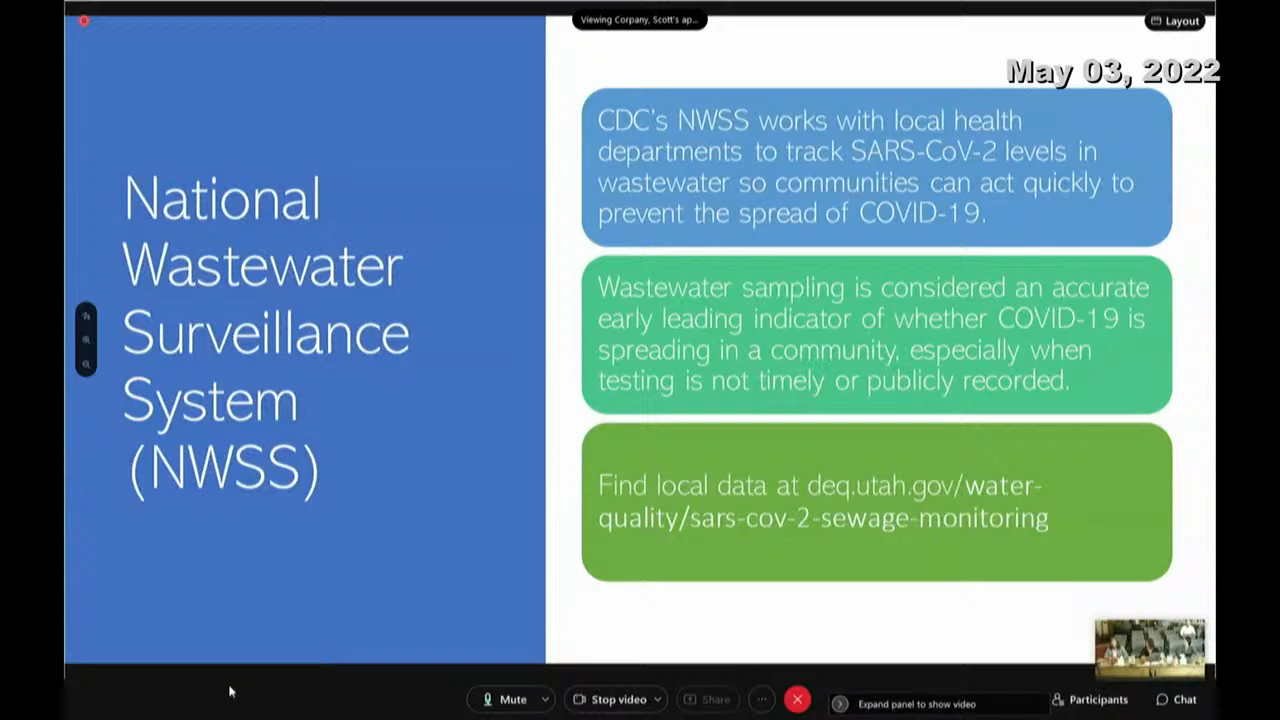 Viewing Corpany, Scott's ap...
Layout
May 03, 2022
National
Wastewater
Surveillance
System
(NWSS)
CDC's NWSS works with local health
departments to track SARS-CoV-2 levels in
wastewater so communities can act quickly to
prevent the spread of COVID-19.
Wastewater sampling is considered an accurate
early leading indicator of whether COVID-19 is
spreading in a community, especially when
testing is not timely or publicly recorded.
Find local data at deq.utah.gov/water-
quality/sars-cov-2-sewage-monitoring
Mute
Stop video
Share
Expand panel to show video
Participants
Chat